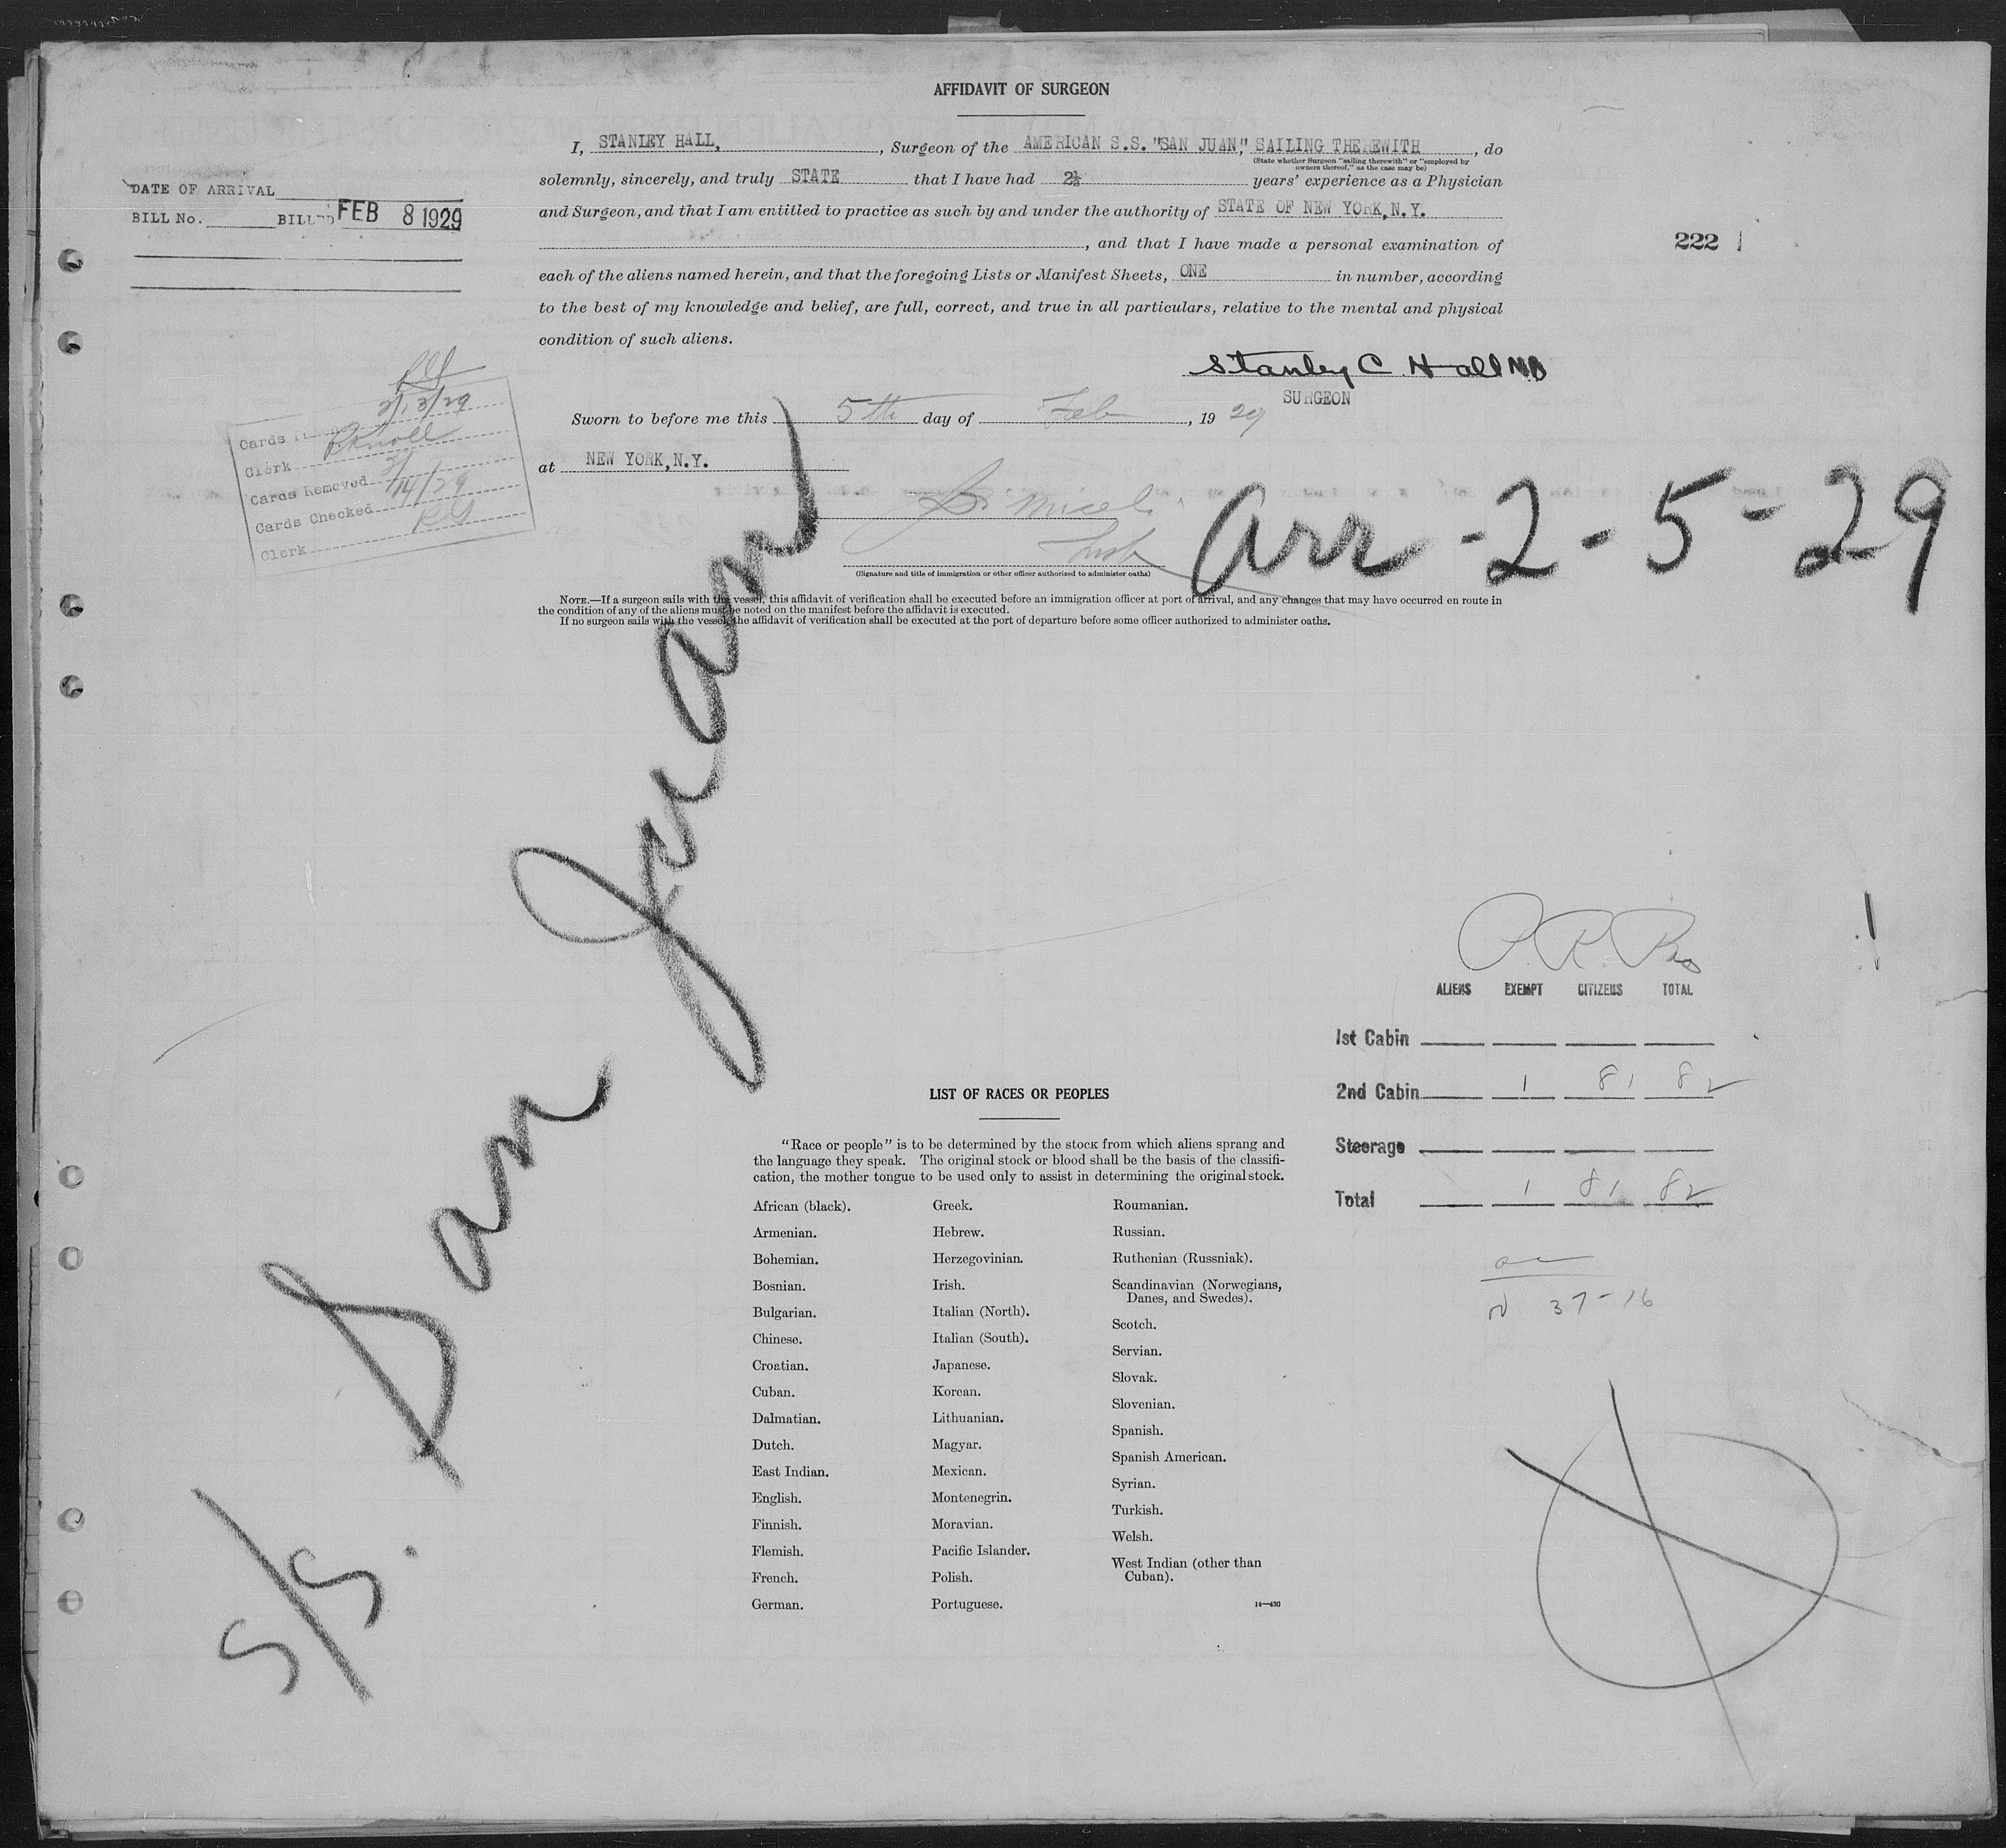 AFFIDAVIT OF SURGEON
I, STANLEY HALL, , Surgeon of the AMERICAN S.S. "SAN JUAN," SAILING THEREWITH , do
(State whether Surgeon "sailing therewith" or "employed by
owners thereof," as the case may be)
solemnly, sincerely, and truly STATE that I have had 2½ years' experience as a Physician
and Surgeon, and that I am entitled to practice as such by and under the authority of STATE OF NEW YORK, N.Y.
, and that I have made a personal examination of
each of the aliens named herein, and that the foregoing Lists or Manifest Sheets, ONE in number, according
to the best of my knowledge and belief, are full, correct, and true in all particulars, relative to the mental and physical
condition of such aliens.
DATE OF ARRIVAL
BILL No. BILLED FEB 8 1929
222
Stanley C. Hall MD
SURGEON
Sworn to before me this 5th day of Feb , 19 29
at NEW YORK, N.Y.
(Signature and title of immigration or other officer authorized to administer oaths)
3/13/29
Cards
Clerk Knoll
Cards Removed 3/14/29
Cards Checked RG
Clerk
Arr - 2 - 5 - 29
NOTE.—If a surgeon sails with the vessel, this affidavit of verification shall be executed before an immigration officer at port of arrival, and any changes that may have occurred en route in
the condition of any of the aliens must be noted on the manifest before the affidavit is executed.
If no surgeon sails with the vessel, the affidavit of verification shall be executed at the port of departure before some officer authorized to administer oaths.
S/S. San Juan
P.R.
ALIENS EXEMPT CITIZENS TOTAL
1st Cabin
2nd Cabin 1 81 82
Steerage
Total 1 81 82
37-16
LIST OF RACES OR PEOPLES
"Race or people" is to be determined by the stock from which aliens sprang and
the language they speak. The original stock or blood shall be the basis of the classifi-
cation, the mother tongue to be used only to assist in determining the original stock.
African (black).
Armenian.
Bohemian.
Bosnian.
Bulgarian.
Chinese.
Croatian.
Cuban.
Dalmatian.
Dutch.
East Indian.
English.
Finnish.
Flemish.
French.
German.
Greek.
Hebrew.
Herzegovinian.
Irish.
Italian (North).
Italian (South).
Japanese.
Korean.
Lithuanian.
Magyar.
Mexican.
Montenegrin.
Moravian.
Pacific Islander.
Polish.
Portuguese.
Roumanian.
Russian.
Ruthenian (Russniak).
Scandinavian (Norwegians,
Danes, and Swedes).
Scotch.
Servian.
Slovak.
Slovenian.
Spanish.
Spanish American.
Syrian.
Turkish.
Welsh.
West Indian (other than
Cuban).
14—430